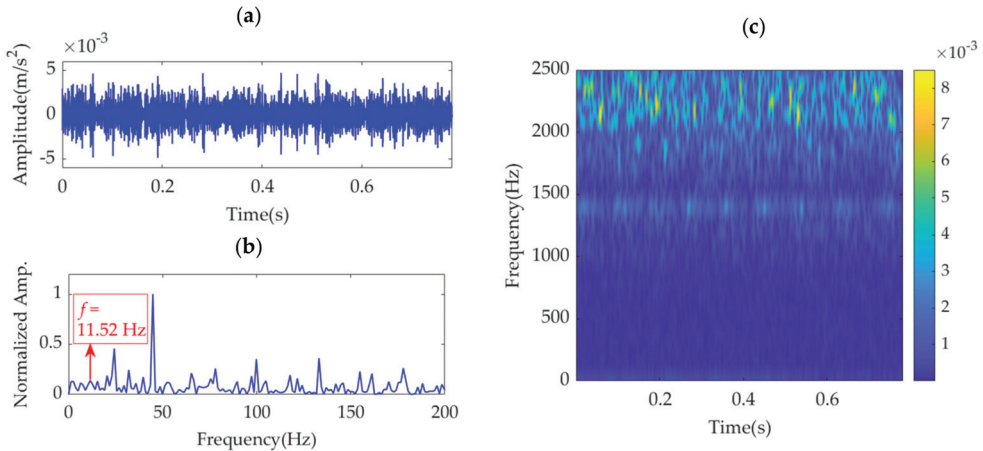 (a)
×10⁻³
5
0
-5
Amplitude(m/s²)
0 0.2 0.4 0.6
Time(s)
(b)
1
0.5
0
Normalized Amp.
f =
11.52 Hz
0 50 100 150 200
Frequency(Hz)
(c)
×10⁻³
2500
2000
1500
1000
500
0
Frequency(Hz)
0.2 0.4 0.6
Time(s)
8
7
6
5
4
3
2
1